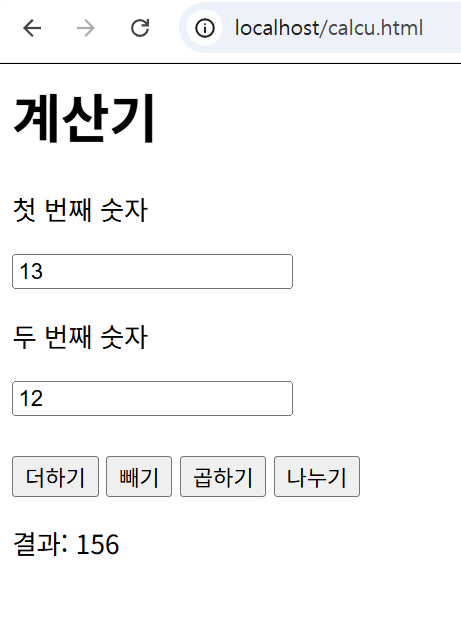 localhost/calcu.html
계산기
첫 번째 숫자
13
두 번째 숫자
12
더하기 빼기 곱하기 나누기
결과: 156